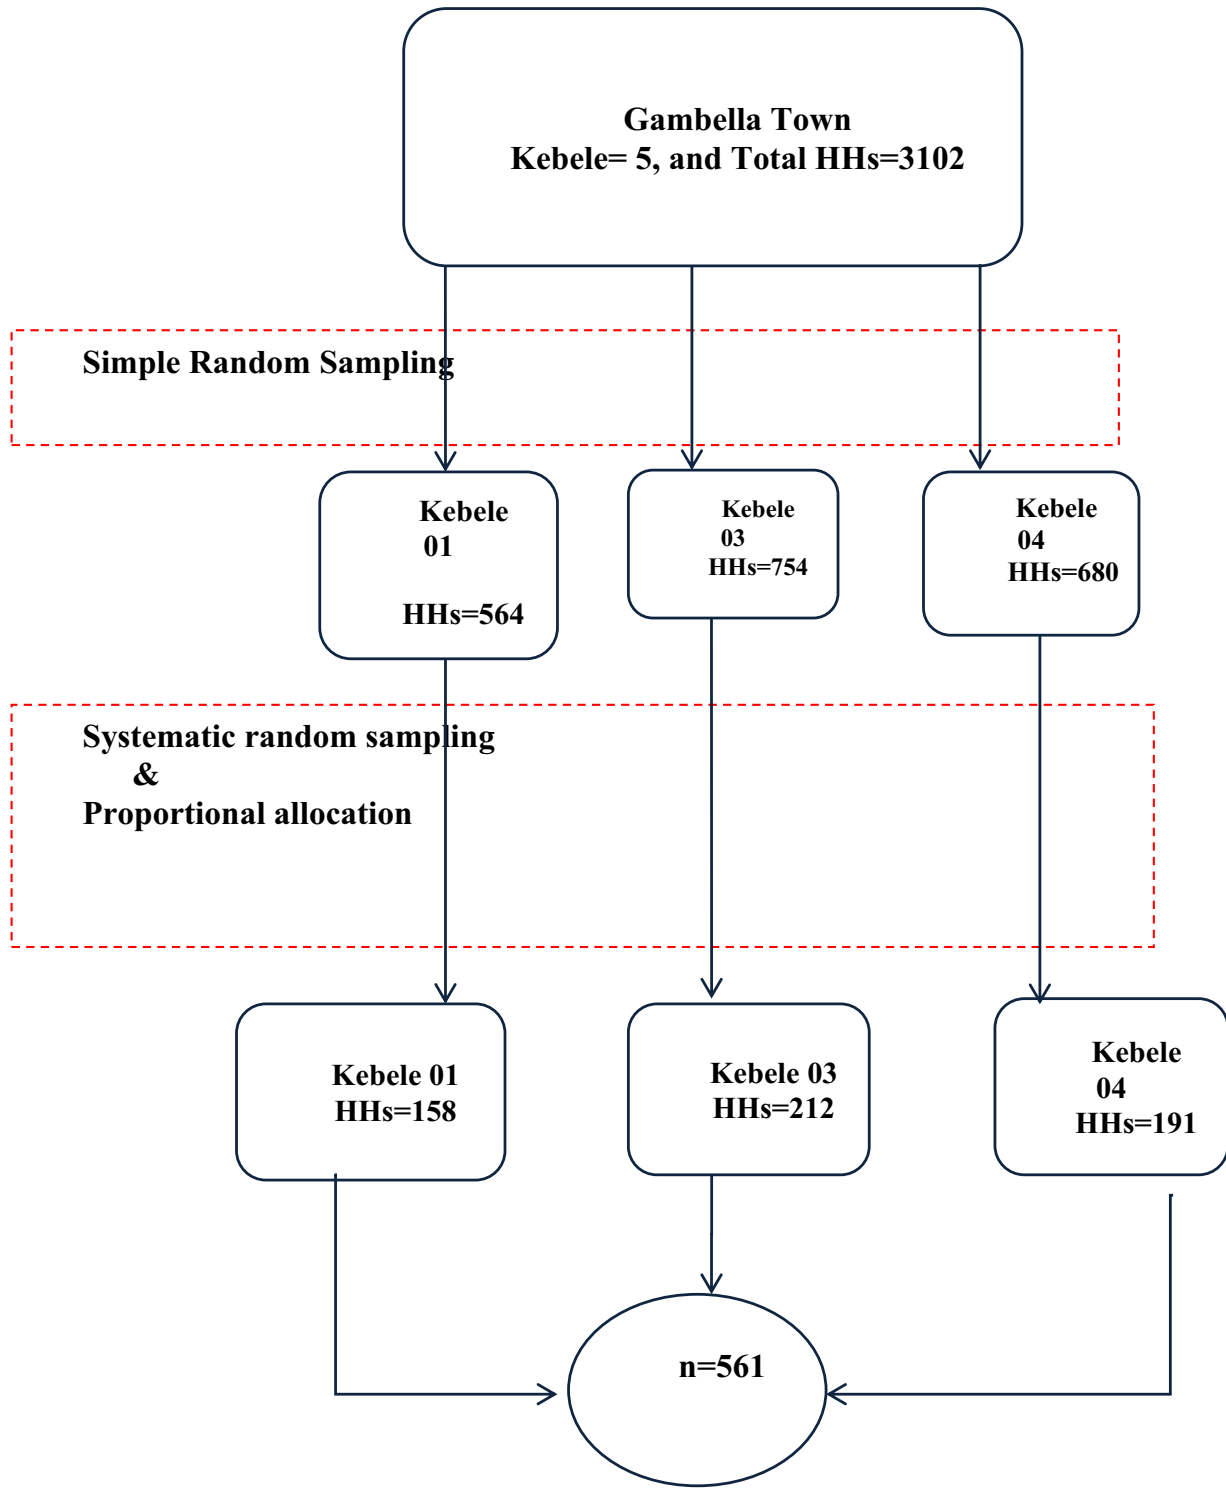 Gambella Town
Kebele= 5, and Total HHs=3102
Simple Random Sampling
Kebele
01
HHs=564
Kebele
03
HHs=754
Kebele
04
HHs=680
Systematic random sampling
&
Proportional allocation
Kebele 01
HHs=158
Kebele 03
HHs=212
Kebele
04
HHs=191
n=561